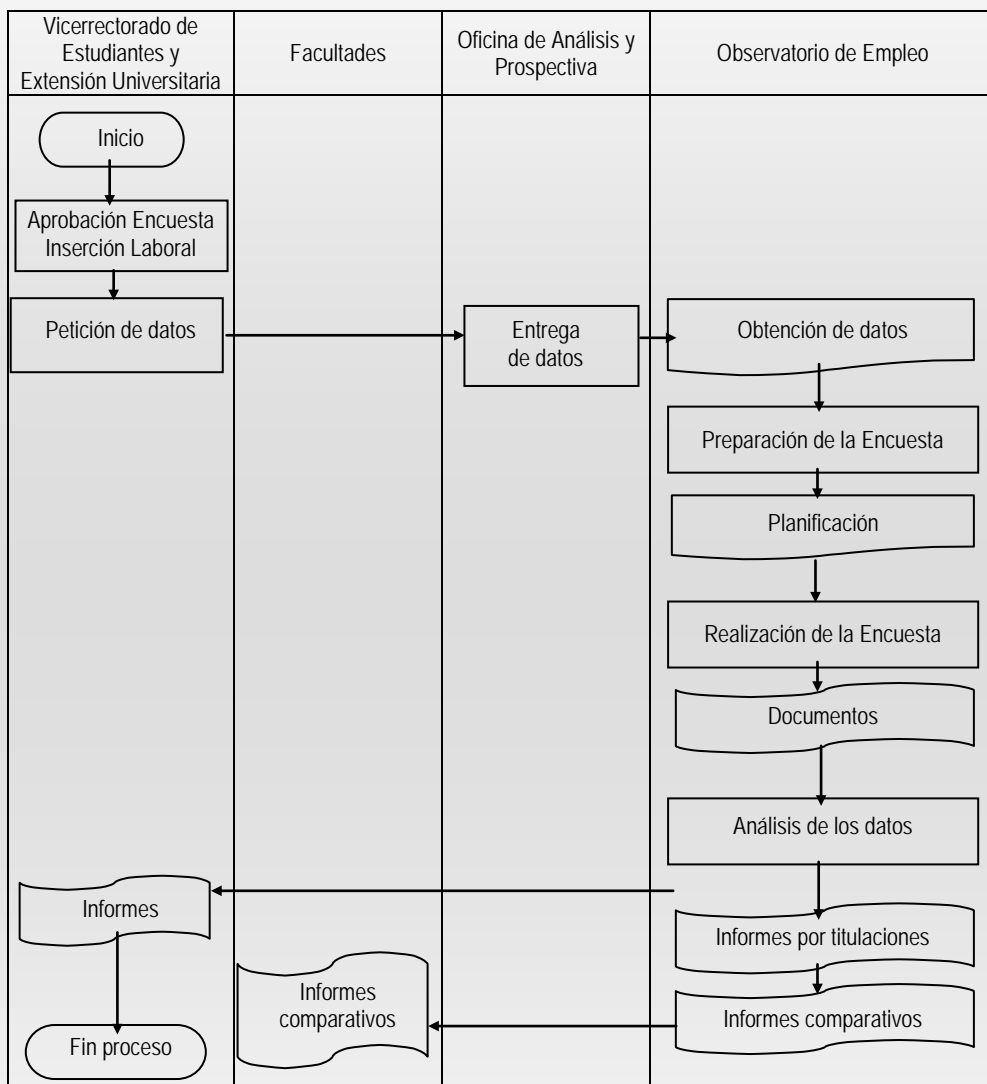 Vicerrectorado de
Estudiantes y
Extensión Universitaria
Facultades
Oficina de Análisis y
Prospectiva
Observatorio de Empleo
Inicio
Aprobación Encuesta
Inserción Laboral
Petición de datos
Entrega
de datos
Obtención de datos
Preparación de la Encuesta
Planificación
Realización de la Encuesta
Documentos
Análisis de los datos
Informes
Informes por titulaciones
Informes
comparativos
Informes comparativos
Fin proceso